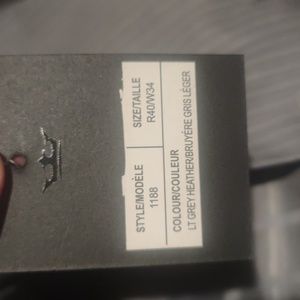 STYLE/MODÈLE
1188
SIZE/TAILLE
R40/W34
COLOUR/COULEUR
LT GREY HEATHER/BRUYÈRE GRIS LÉGER